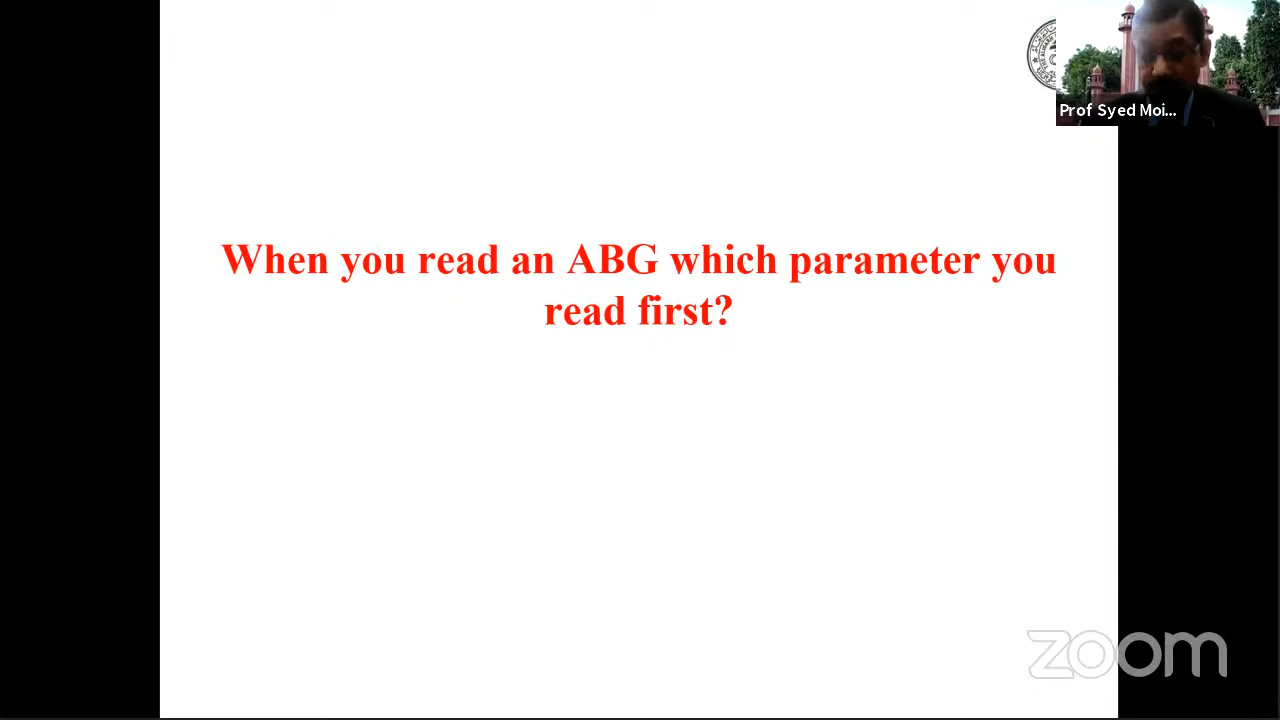 Prof Syed Moi...
When you read an ABG which parameter you
read first?
zoom